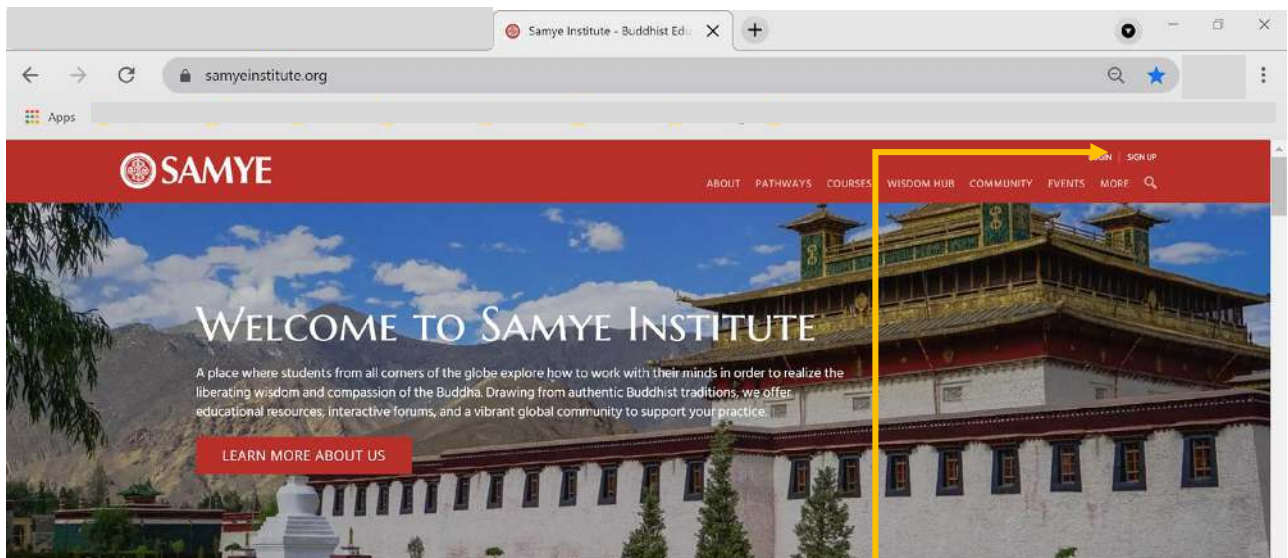 Samye Institute - Buddhist Edu
samyeinstitute.org
Apps
SAMYE
LOGIN | SIGN UP
ABOUT PATHWAYS COURSES WISDOM HUB COMMUNITY EVENTS MORE
WELCOME TO SAMYE INSTITUTE
A place where students from all corners of the globe explore how to work with their minds in order to realize the
liberating wisdom and compassion of the Buddha. Drawing from authentic Buddhist traditions, we offer
educational resources, interactive forums, and a vibrant global community to support your practice.
LEARN MORE ABOUT US